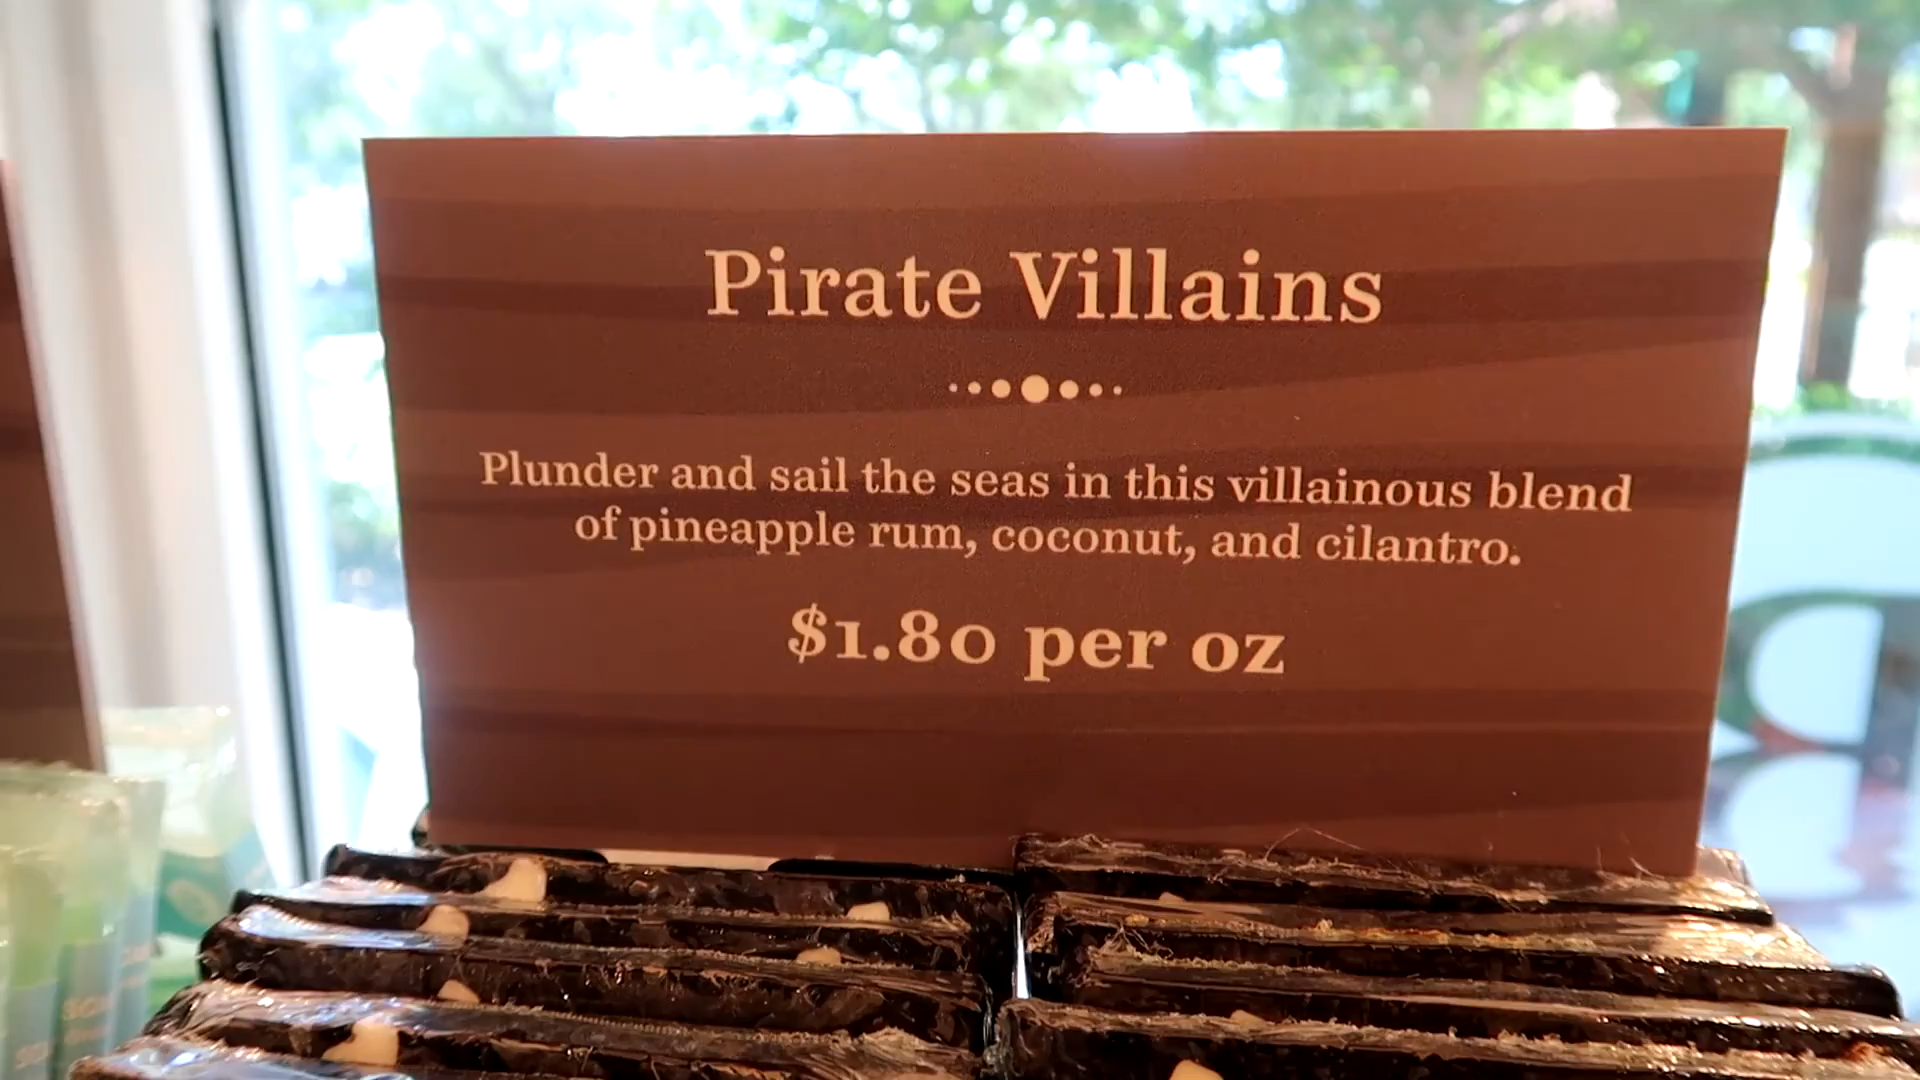 Pirate Villains
Plunder and sail the seas in this villainous blend
of pineapple rum, coconut, and cilantro.
$1.80 per oz